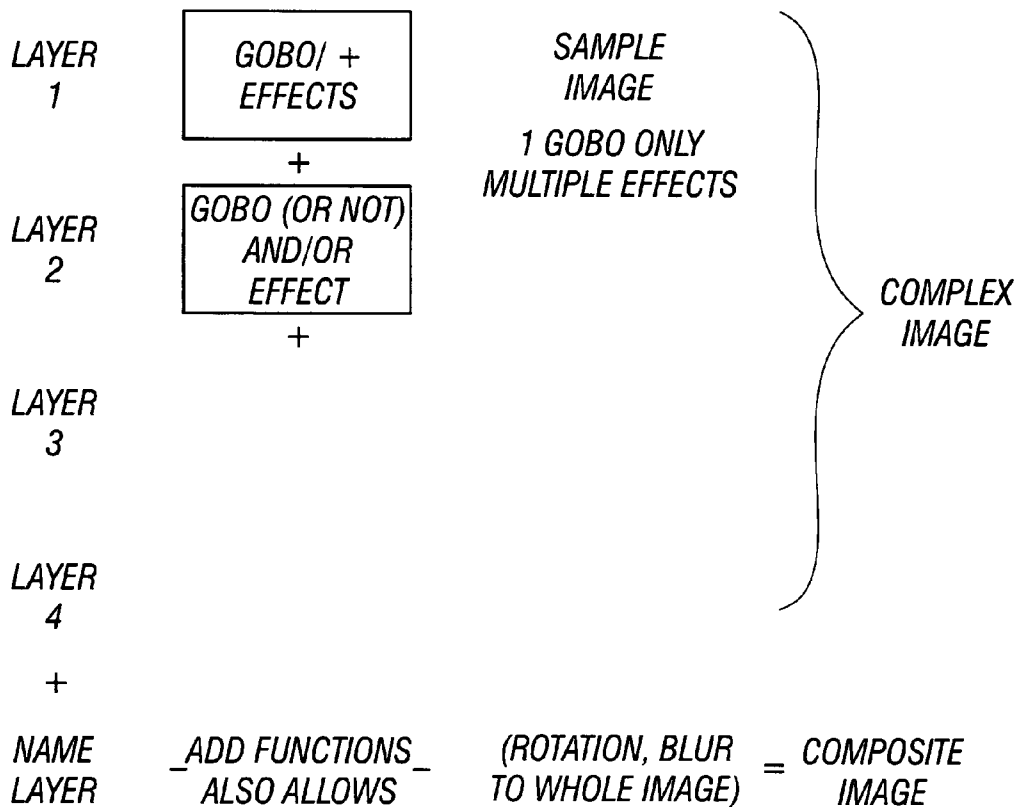 LAYER
1
GOBO/ +
EFFECTS
SAMPLE
IMAGE
1 GOBO ONLY
MULTIPLE EFFECTS
+
LAYER
2
GOBO (OR NOT)
AND/OR
EFFECT
+
COMPLEX
IMAGE
LAYER
3
LAYER
4
+
NAME
LAYER
_ADD FUNCTIONS_
ALSO ALLOWS
(ROTATION, BLUR
TO WHOLE IMAGE)
=
COMPOSITE
IMAGE